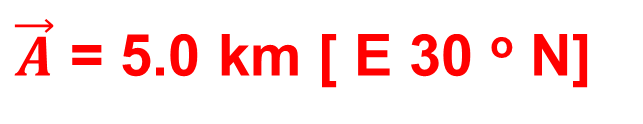 A⃗ = 5.0 km [ E 30 º N]